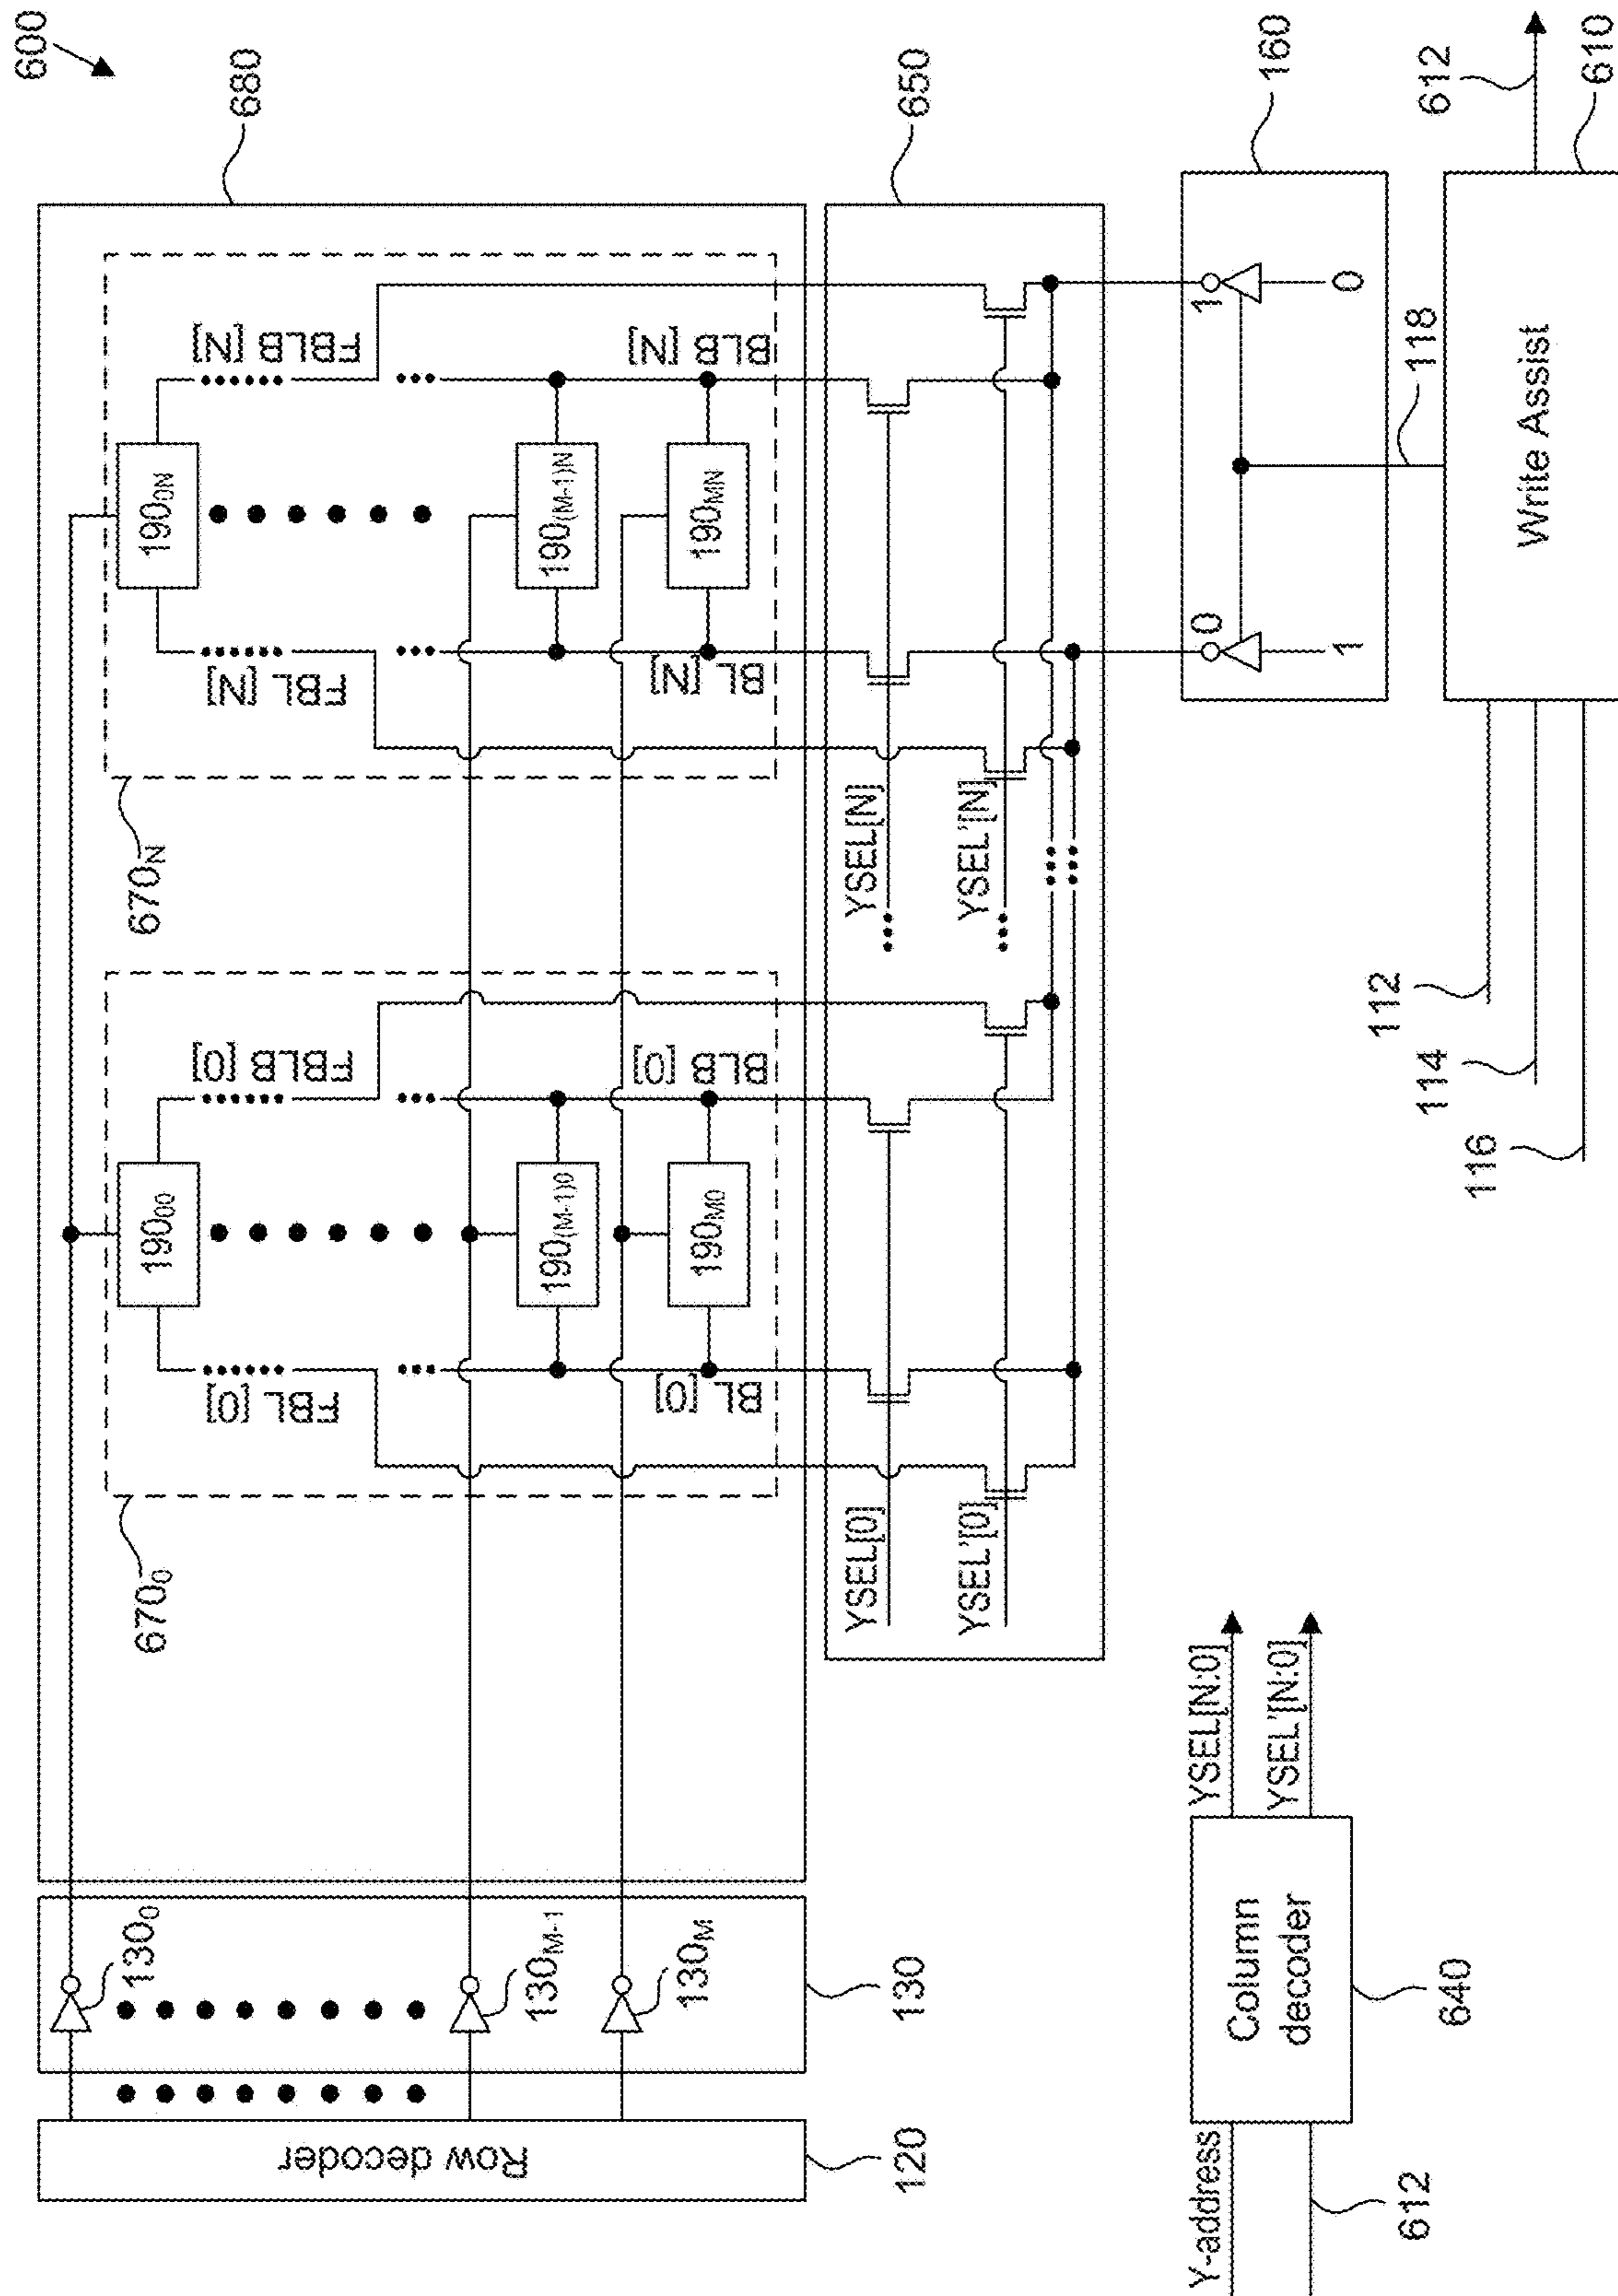 600
680
FBLB [N]
BLB [N]
190₀N
190(M-1)N
190MN
FBL [N]
BL [N]
670N
FBLB [0]
BLB [0]
190₀₀
190(M-1)0
190M0
FBL [0]
BL [0]
670₀
650
YSEL[N]
YSEL'[N]
YSEL[0]
YSEL'[0]
160
1
0
0
1
118
612
610
Write Assist
112
114
116
130₀
130M-1
130M
130
Row decoder
120
YSEL[N:0]
YSEL'[N:0]
Column
decoder
640
Y-address
612